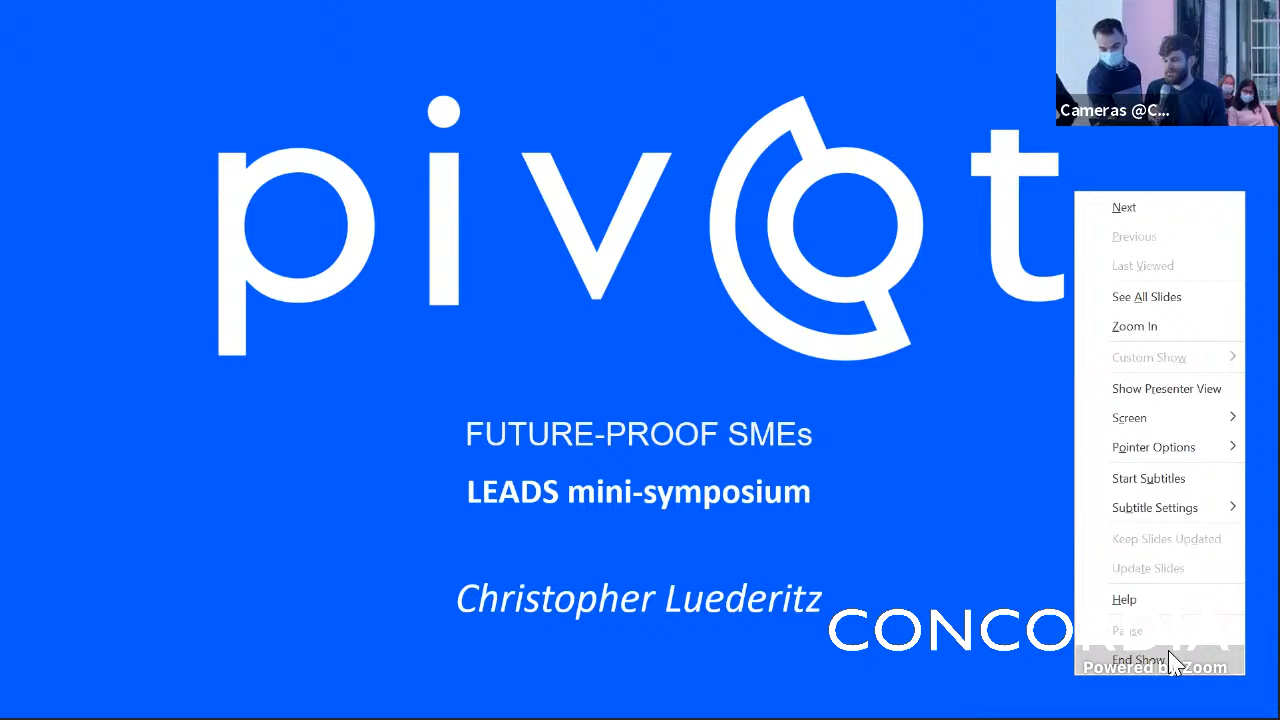 Cameras @C...
pivot
Next
Previous
Last Viewed
See All Slides
Zoom In
Custom Show
Show Presenter View
Screen
Pointer Options
Start Subtitles
Subtitle Settings
Keep Slides Updated
Update Slides
Help
Pause
End Show
FUTURE-PROOF SMEs
LEADS mini-symposium
Christopher Luederitz
CONCORDIA
Powered by Zoom